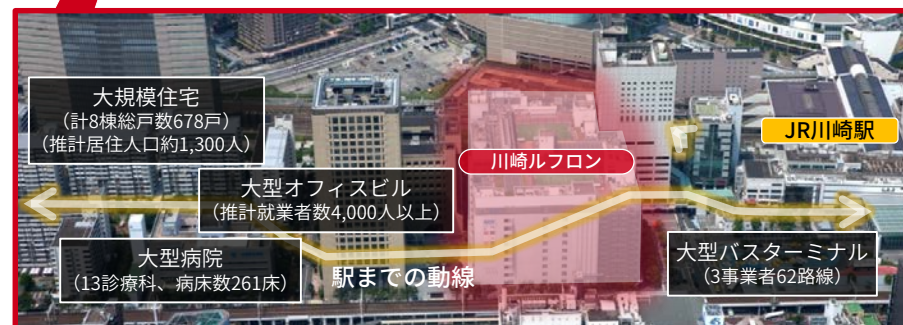 大規模住宅
（計8棟総戸数678戸）
（推計居住人口約1,300人）
JR川崎駅
川崎ルフロン
大型オフィスビル
（推計就業者数4,000人以上）
大型病院
（13診療科、病床数261床）
駅までの動線
大型バスターミナル
（3事業者62路線）